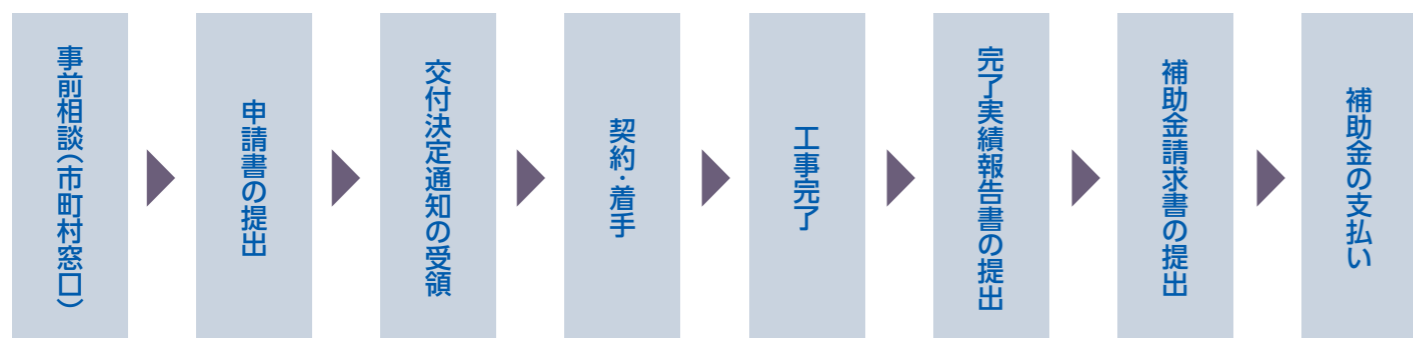 事前相談（市町村窓口）
申請書の提出
交付決定通知の受領
契約・着手
工事完了
完了実績報告書の提出
補助金請求書の提出
補助金の支払い